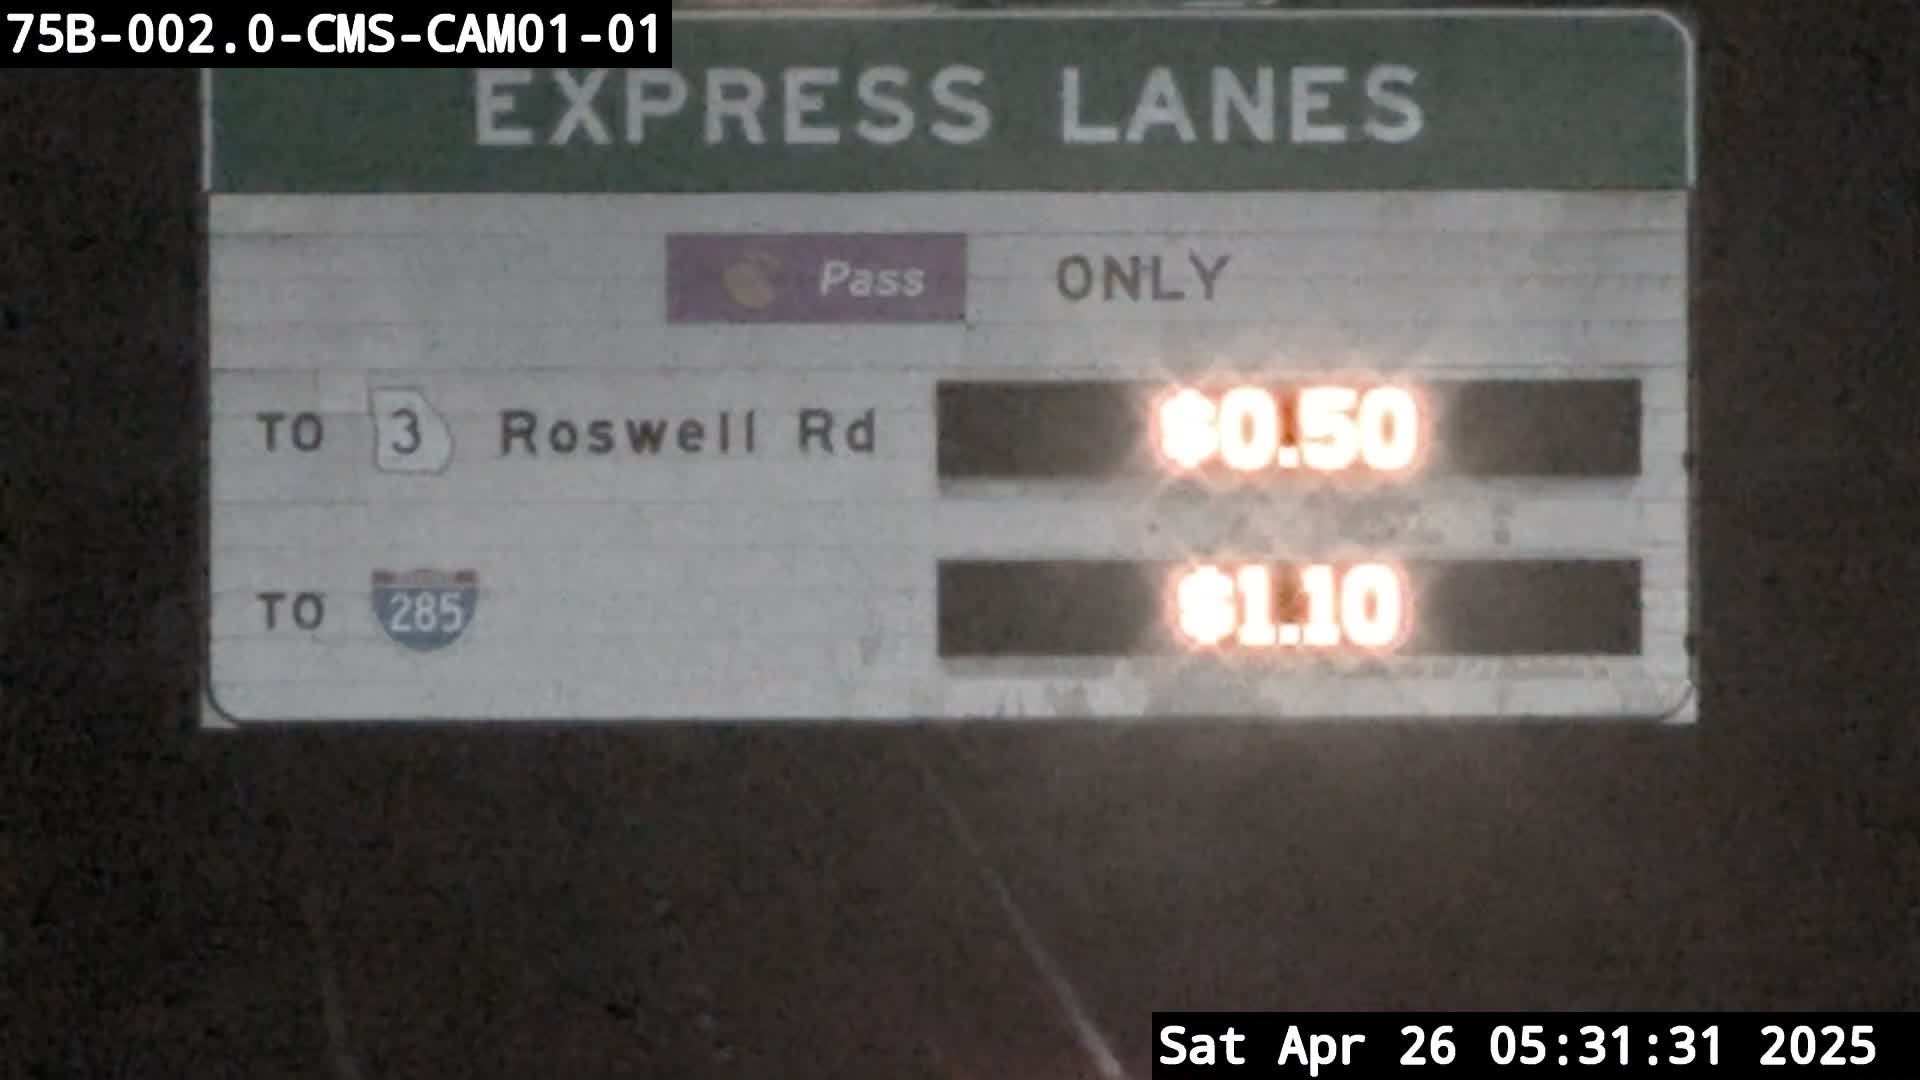 75B-002.0-CMS-CAM01-01
EXPRESS LANES
Pass ONLY
TO 3 Roswell Rd $0.50
TO 285 $1.10
Sat Apr 26 05:31:31 2025